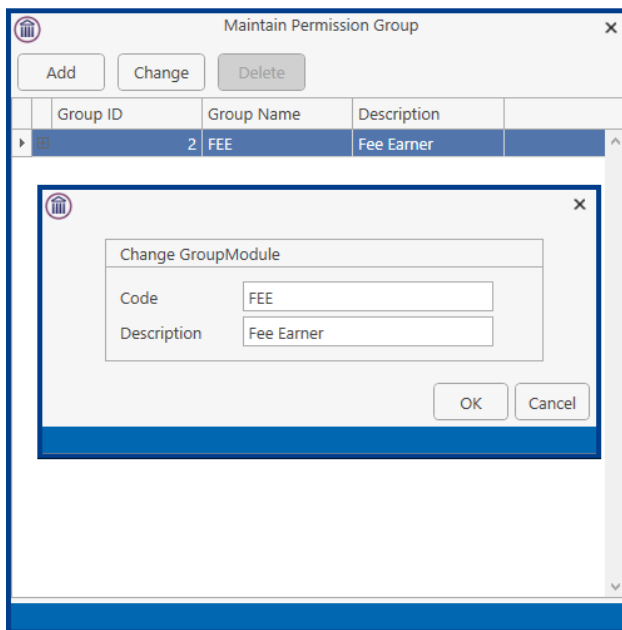 Maintain Permission Group
Add Change Delete
Group ID Group Name Description
2 FEE Fee Earner
Change GroupModule
Code FEE
Description Fee Earner
OK Cancel